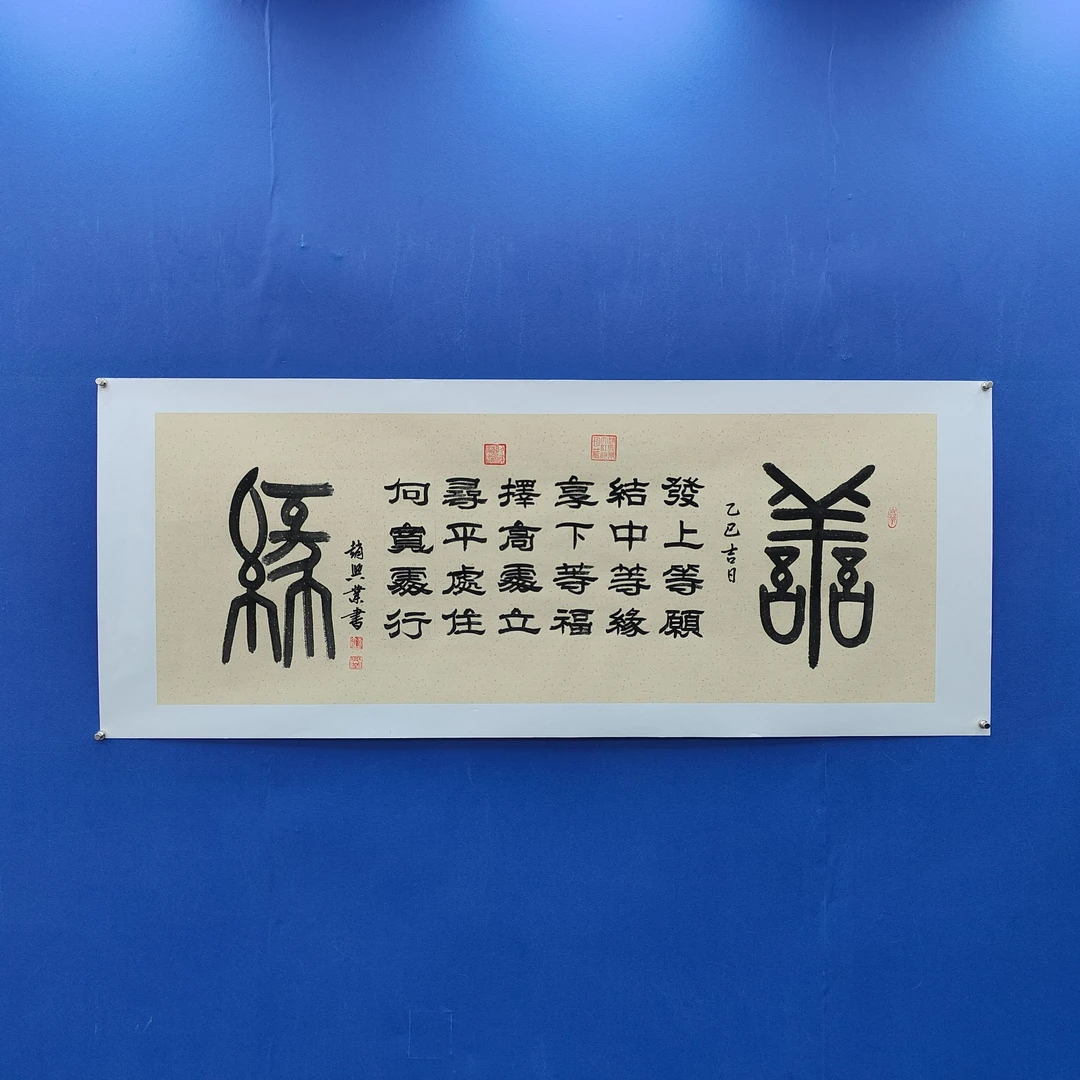 善
乙巳吉日
發上等願
結中等緣
享下等福
擇高處立
尋平處住
向寬處行
趙興業書
緣